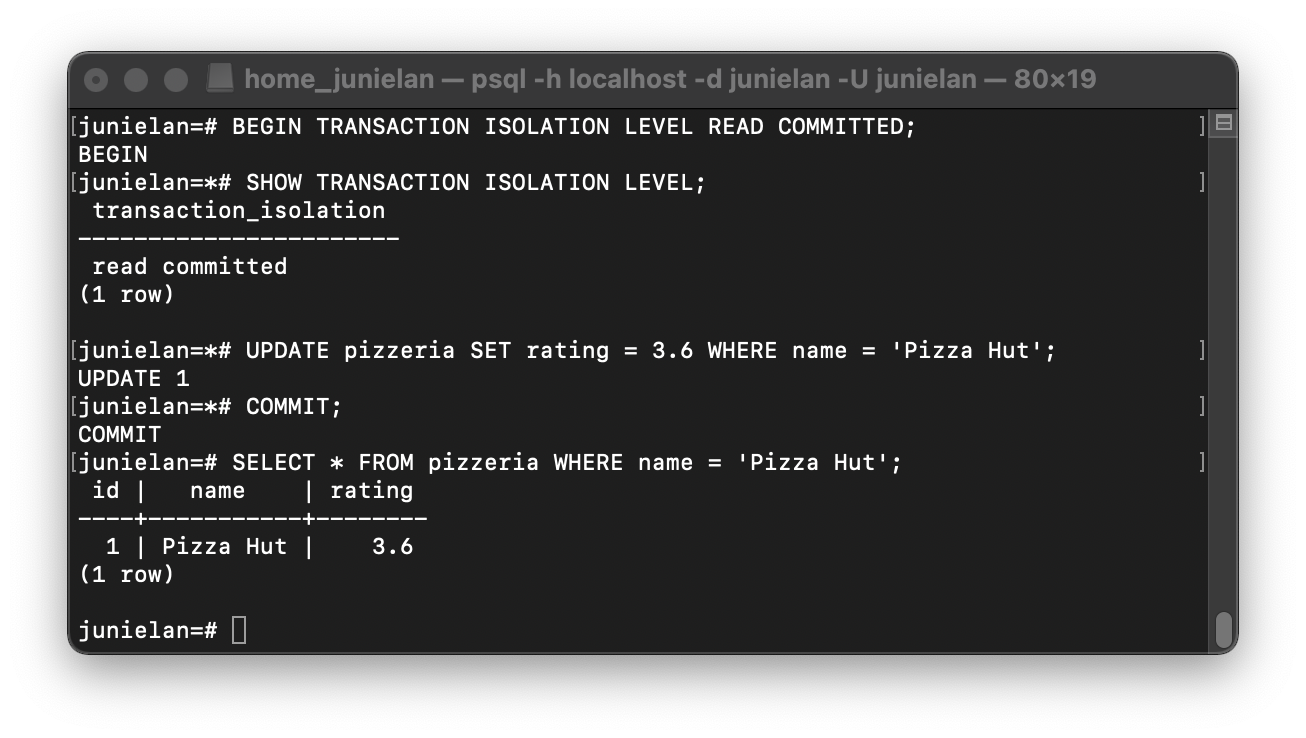 home_junielan — psql -h localhost -d junielan -U junielan — 80×19
[junielan=# BEGIN TRANSACTION ISOLATION LEVEL READ COMMITTED; ]
BEGIN
[junielan=*# SHOW TRANSACTION ISOLATION LEVEL; ]
 transaction_isolation
-----------------------
 read committed
(1 row)
[junielan=*# UPDATE pizzeria SET rating = 3.6 WHERE name = 'Pizza Hut'; ]
UPDATE 1
[junielan=*# COMMIT; ]
COMMIT
[junielan=# SELECT * FROM pizzeria WHERE name = 'Pizza Hut'; ]
 id |   name    | rating
----+-----------+--------
  1 | Pizza Hut |    3.6
(1 row)
junielan=#